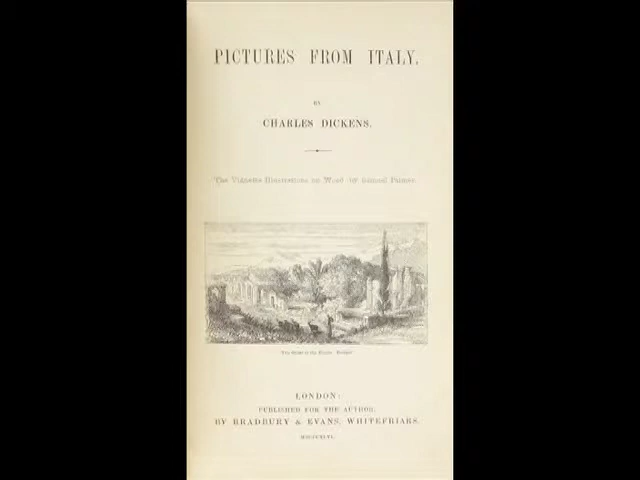 PICTURES FROM ITALY.
BY
CHARLES DICKENS.
The Vignette Illustrations on Wood, by Samuel Palmer.
LONDON:
PUBLISHED FOR THE AUTHOR,
BY BRADBURY & EVANS, WHITEFRIARS.
MDCCCXLVI.